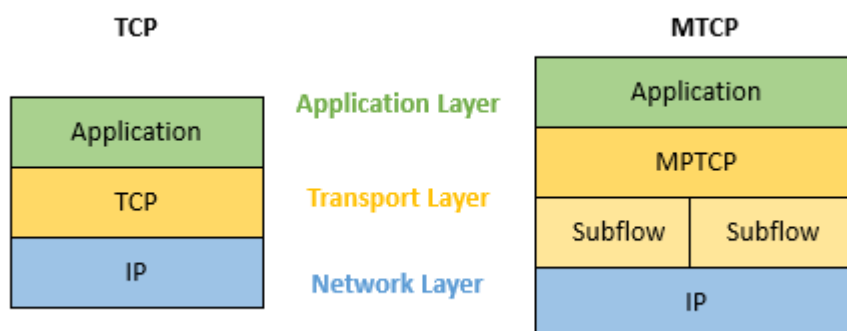 TCP
MTCP
Application Layer
Application
Application
TCP
Transport Layer
MPTCP
Subflow
Subflow
IP
Network Layer
IP